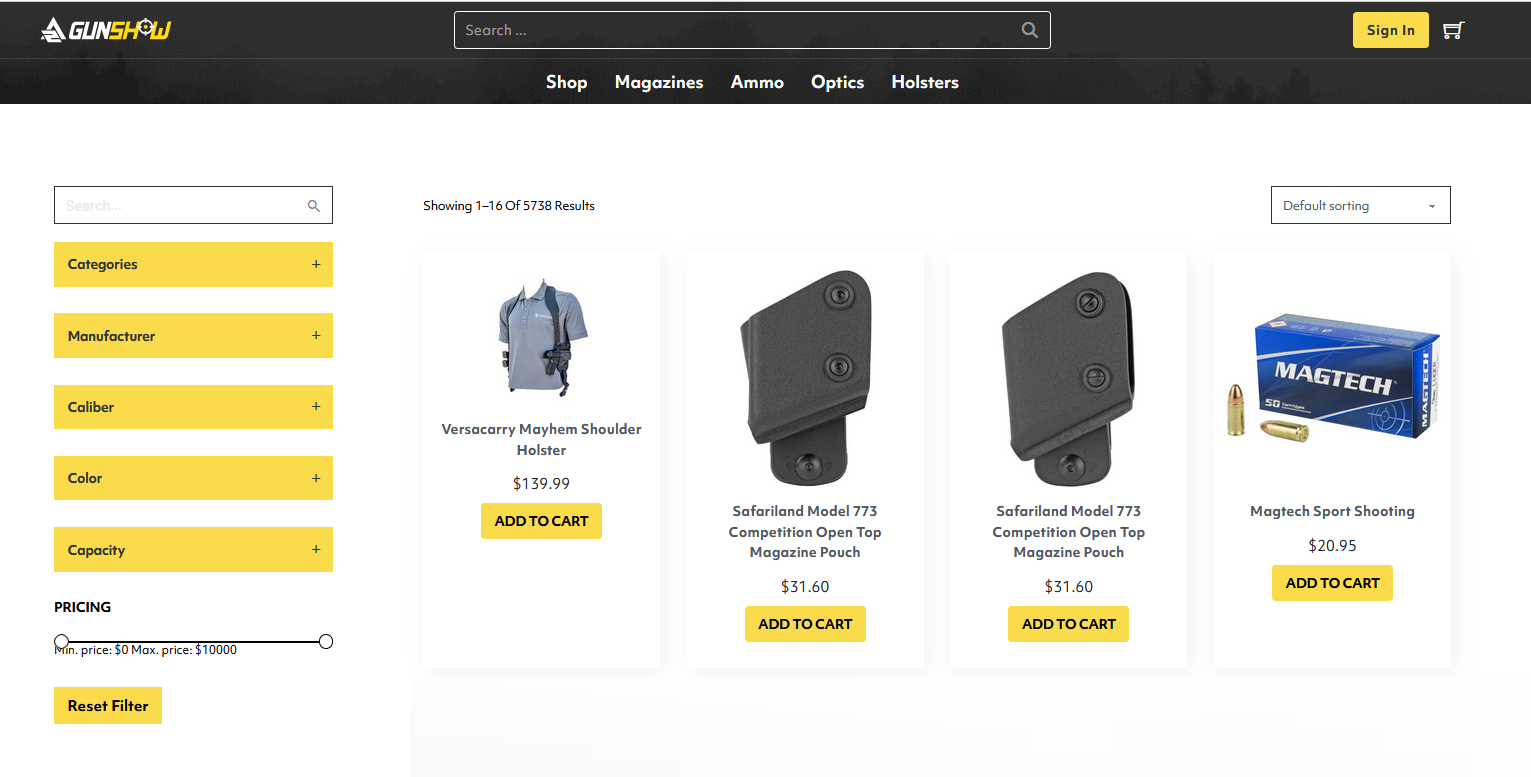 GUNSHOW
Search ...
Sign In
Shop
Magazines
Ammo
Optics
Holsters
Search...
Categories
+
Manufacturer
+
Caliber
+
Color
+
Capacity
+
PRICING
Min. price: $0 Max. price: $10000
Reset Filter
Showing 1–16 Of 5738 Results
Default sorting
Versacarry Mayhem Shoulder
Holster
$139.99
ADD TO CART
Safariland Model 773
Competition Open Top
Magazine Pouch
$31.60
ADD TO CART
Safariland Model 773
Competition Open Top
Magazine Pouch
$31.60
ADD TO CART
MAGTECH
50 Cartridges
MAGTECH
Magtech Sport Shooting
$20.95
ADD TO CART